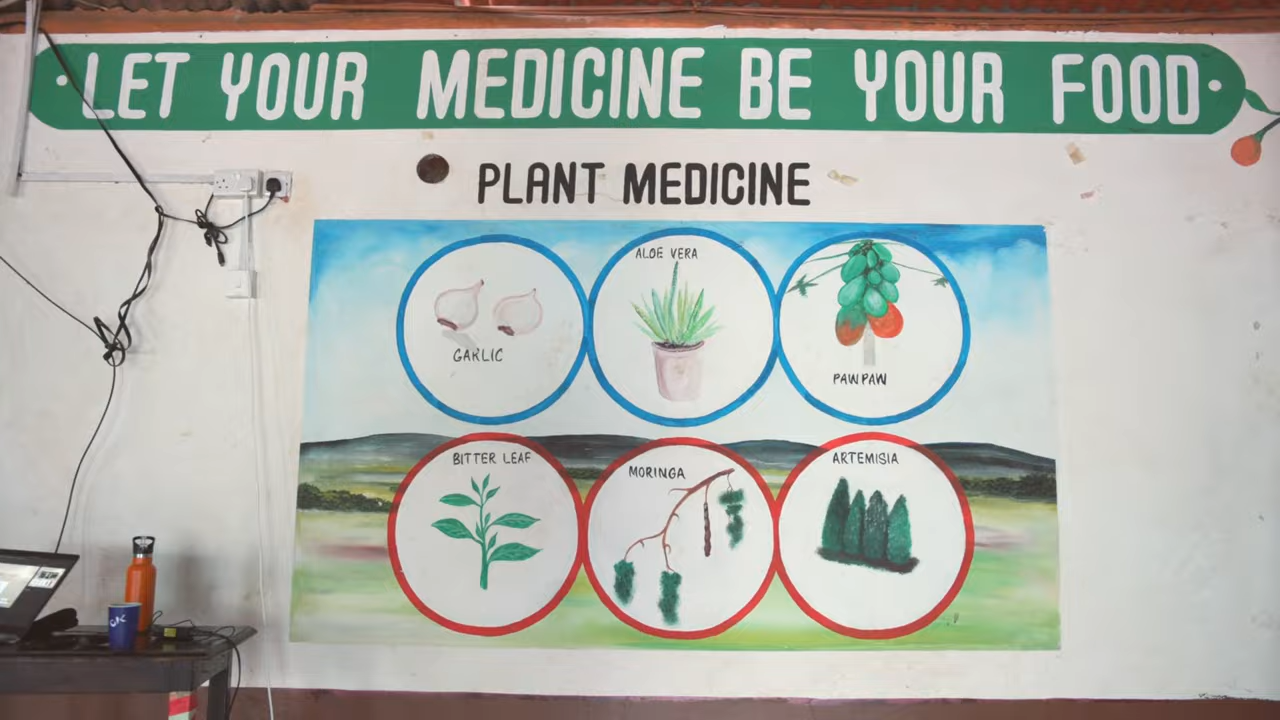 LET YOUR MEDICINE BE YOUR FOOD
PLANT MEDICINE
GARLIC
ALOE VERA
PAWPAW
BITTER LEAF
MORINGA
ARTEMISIA